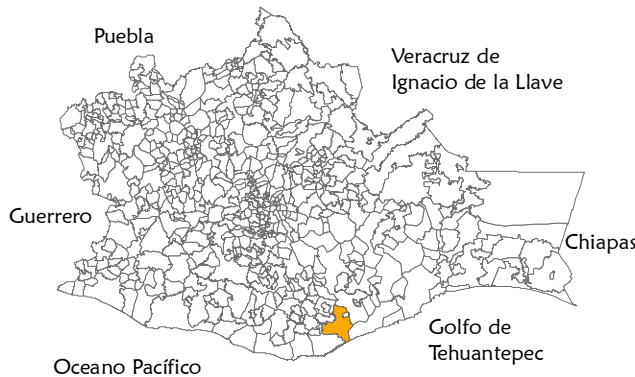 Puebla
Veracruz de
Ignacio de la Llave
Guerrero
Chiapas
Golfo de
Tehuantepec
Oceano Pacífico